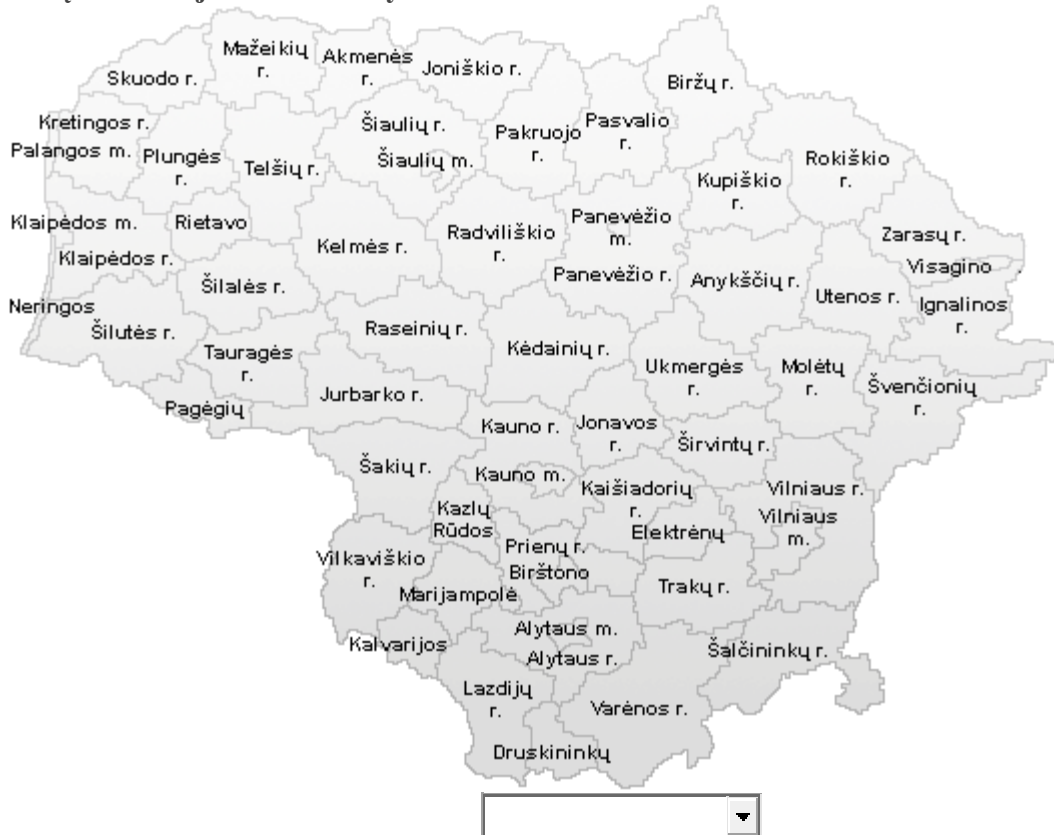 Mažeikių
r.
Akmenės
r.
Joniškio r.
Skuodo r.
Biržų r.
Kretingos r.
Šiaulių r.
Pakruojo
r.
Pasvalio
r.
Palangos m.
Plungės
r.
Telšių r.
Šiaulių m.
Rokiškio
r.
Kupiškio
r.
Klaipėdos m.
Rietavo
Kelmės r.
Radviliškio
r.
Panevėžio
m.
Zarasų r.
Klaipėdos r.
Šilalės r.
Panevėžio r.
Anykščių r.
Visagino
Utenos r.
Ignalinos
r.
Neringos
Šilutės r.
Raseinių r.
Tauragės
r.
Kėdainių r.
Ukmergės
r.
Molėtų
r.
Švenčionių
r.
Jurbarko r.
Pagėgių
Kauno r.
Jonavos
r.
Širvintų r.
Šakių r.
Kauno m.
Kaišiadorių
r.
Vilniaus r.
Kazlų
Rūdos
Elektrėnų
Vilniaus
m.
Vilkaviškio
r.
Prienų r.
Birštono
Trakų r.
Marijampolė
Alytaus m.
Kalvarijos
Alytaus r.
Šalčininkų r.
Lazdijų
r.
Varėnos r.
Druskininkų